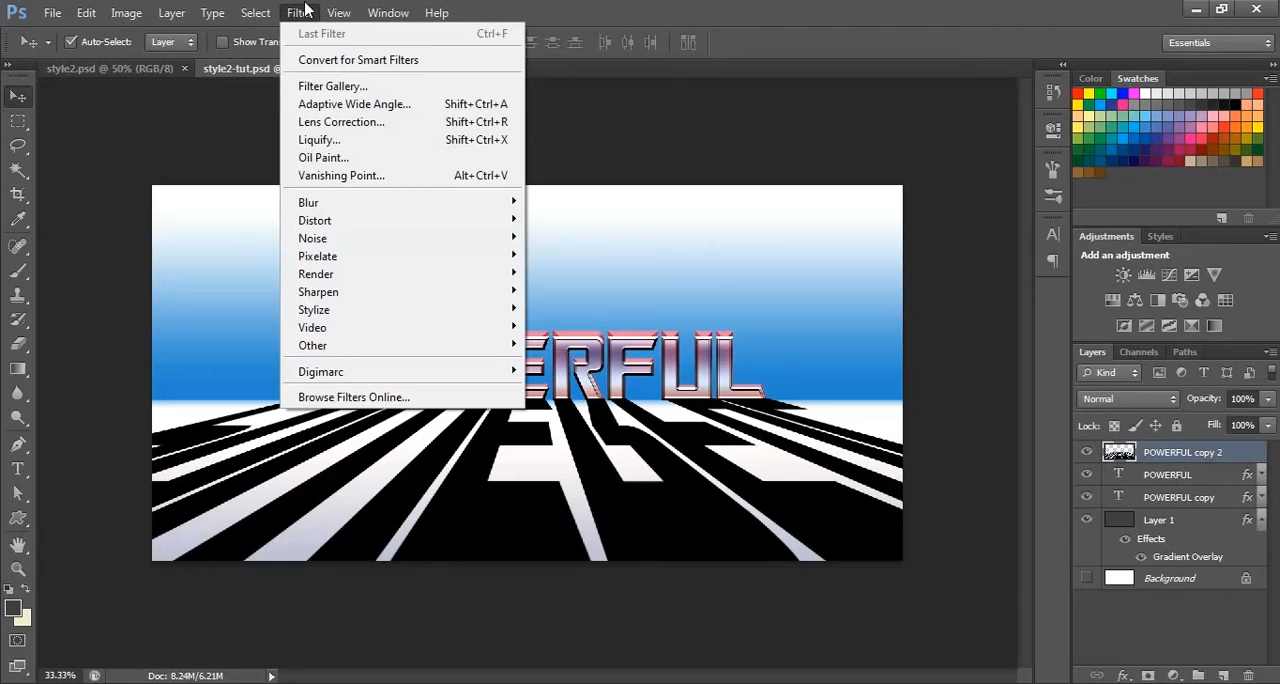 Ps File Edit Image Layer Type Select Filter View Window Help
Auto-Select: Layer Show Tran Essentials
style2.psd @ 50% (RGB/8) × style2-tut.psd @
Last Filter Ctrl+F
Convert for Smart Filters
Filter Gallery...
Adaptive Wide Angle... Shift+Ctrl+A
Lens Correction... Shift+Ctrl+R
Liquify... Shift+Ctrl+X
Oil Paint...
Vanishing Point... Alt+Ctrl+V
Blur
Distort
Noise
Pixelate
Render
Sharpen
Stylize
Video
Other
Digimarc
Browse Filters Online...
ERFUL
Color Swatches
Adjustments Styles
Add an adjustment
Layers Channels Paths
Kind
Normal Opacity: 100%
Lock: Fill: 100%
POWERFUL copy 2
T POWERFUL fx
T POWERFUL copy fx
Layer 1 fx
Effects
Gradient Overlay
Background
33.33% Doc: 8.24M/6.21M